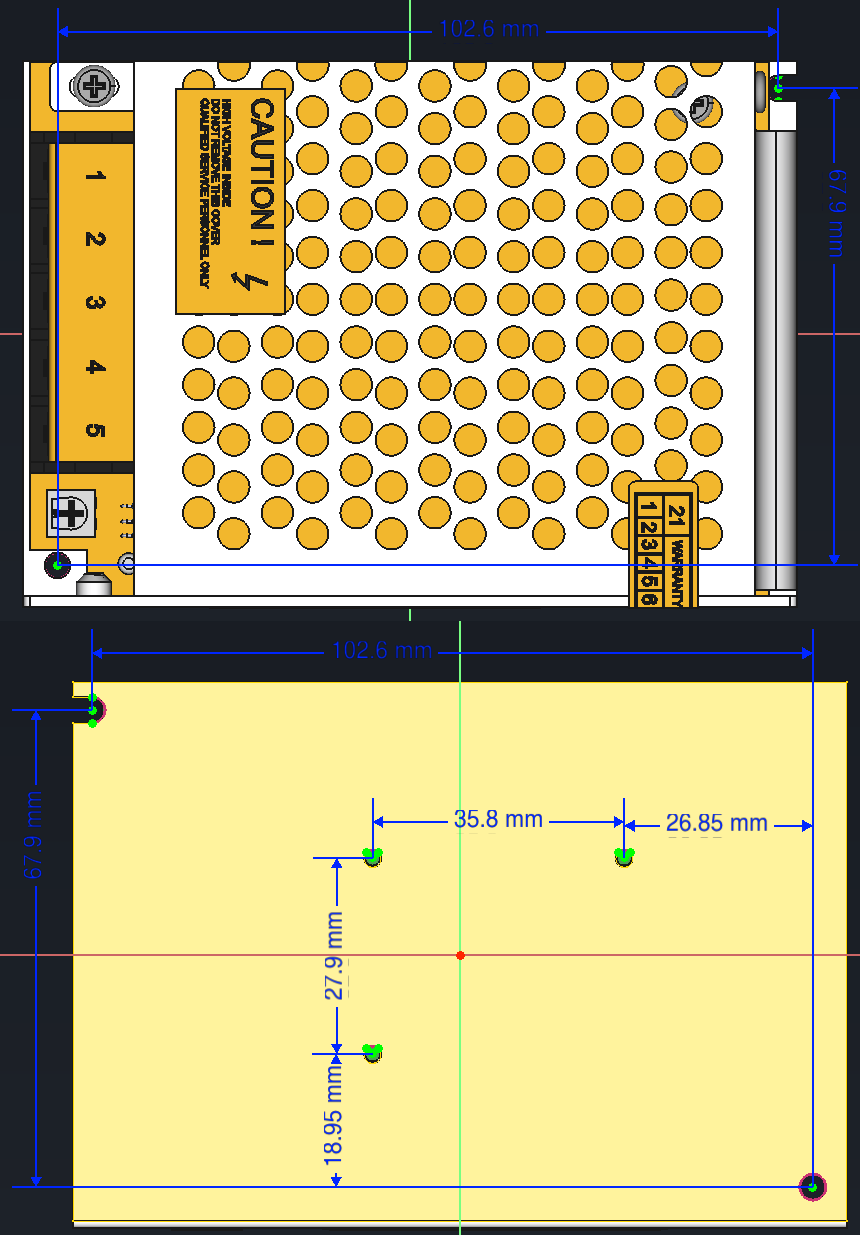 102.6 mm
CAUTION !
HIGH VOLTAGE INSIDE
DO NOT REMOVE THIS COVER
QUALIFIED SERVICE PERSONNEL ONLY
67.9 mm
1
2
3
4
5
21 WARRANTY
1 2 3 4 5 6
102.6 mm
67.9 mm
35.8 mm
26.85 mm
27.9 mm
18.95 mm